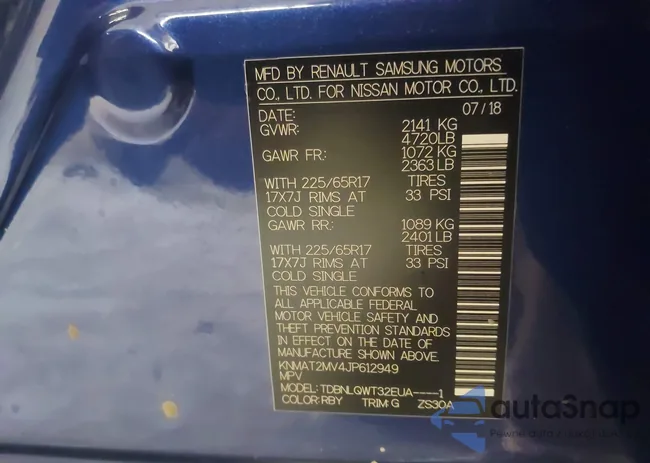 MFD BY RENAULT SAMSUNG MOTORS
CO., LTD. FOR NISSAN MOTOR CO., LTD.
DATE: 07/18
GVWR: 2141 KG
4720LB
GAWR FR: 1072 KG
2363 LB
WITH 225/65R17 TIRES
17X7J RIMS AT 33 PSI
COLD SINGLE
GAWR RR: 1089 KG
2401 LB
WITH 225/65R17 TIRES
17X7J RIMS AT 33 PSI
COLD SINGLE
THIS VEHICLE CONFORMS TO
ALL APPLICABLE FEDERAL
MOTOR VEHICLE SAFETY AND
THEFT PREVENTION STANDARDS
IN EFFECT ON THE DATE OF
MANUFACTURE SHOWN ABOVE.
KNMAT2MV4JP612949
MPV
MODEL: TDBNLQWT32EUA----1
COLOR: RBY TRIM: G ZS30A
autaSnap